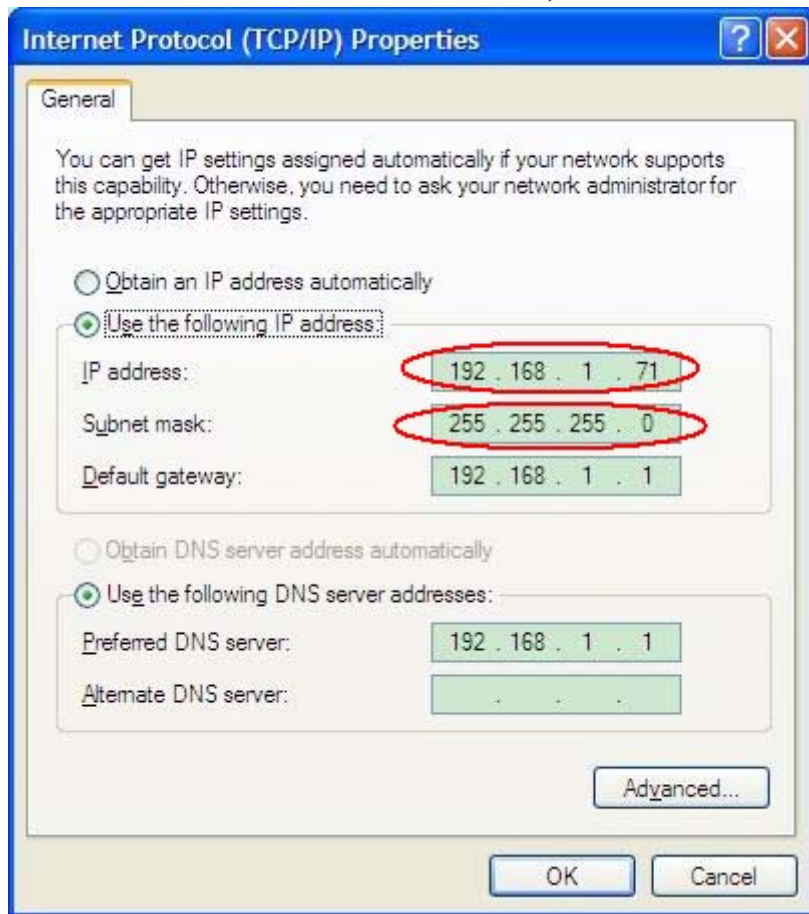 Internet Protocol (TCP/IP) Properties
General
You can get IP settings assigned automatically if your network supports
this capability. Otherwise, you need to ask your network administrator for
the appropriate IP settings.
Obtain an IP address automatically
Use the following IP address:
IP address: 192 . 168 . 1 . 71
Subnet mask: 255 . 255 . 255 . 0
Default gateway: 192 . 168 . 1 . 1
Obtain DNS server address automatically
Use the following DNS server addresses:
Preferred DNS server: 192 . 168 . 1 . 1
Alternate DNS server: . . .
Advanced...
OK Cancel